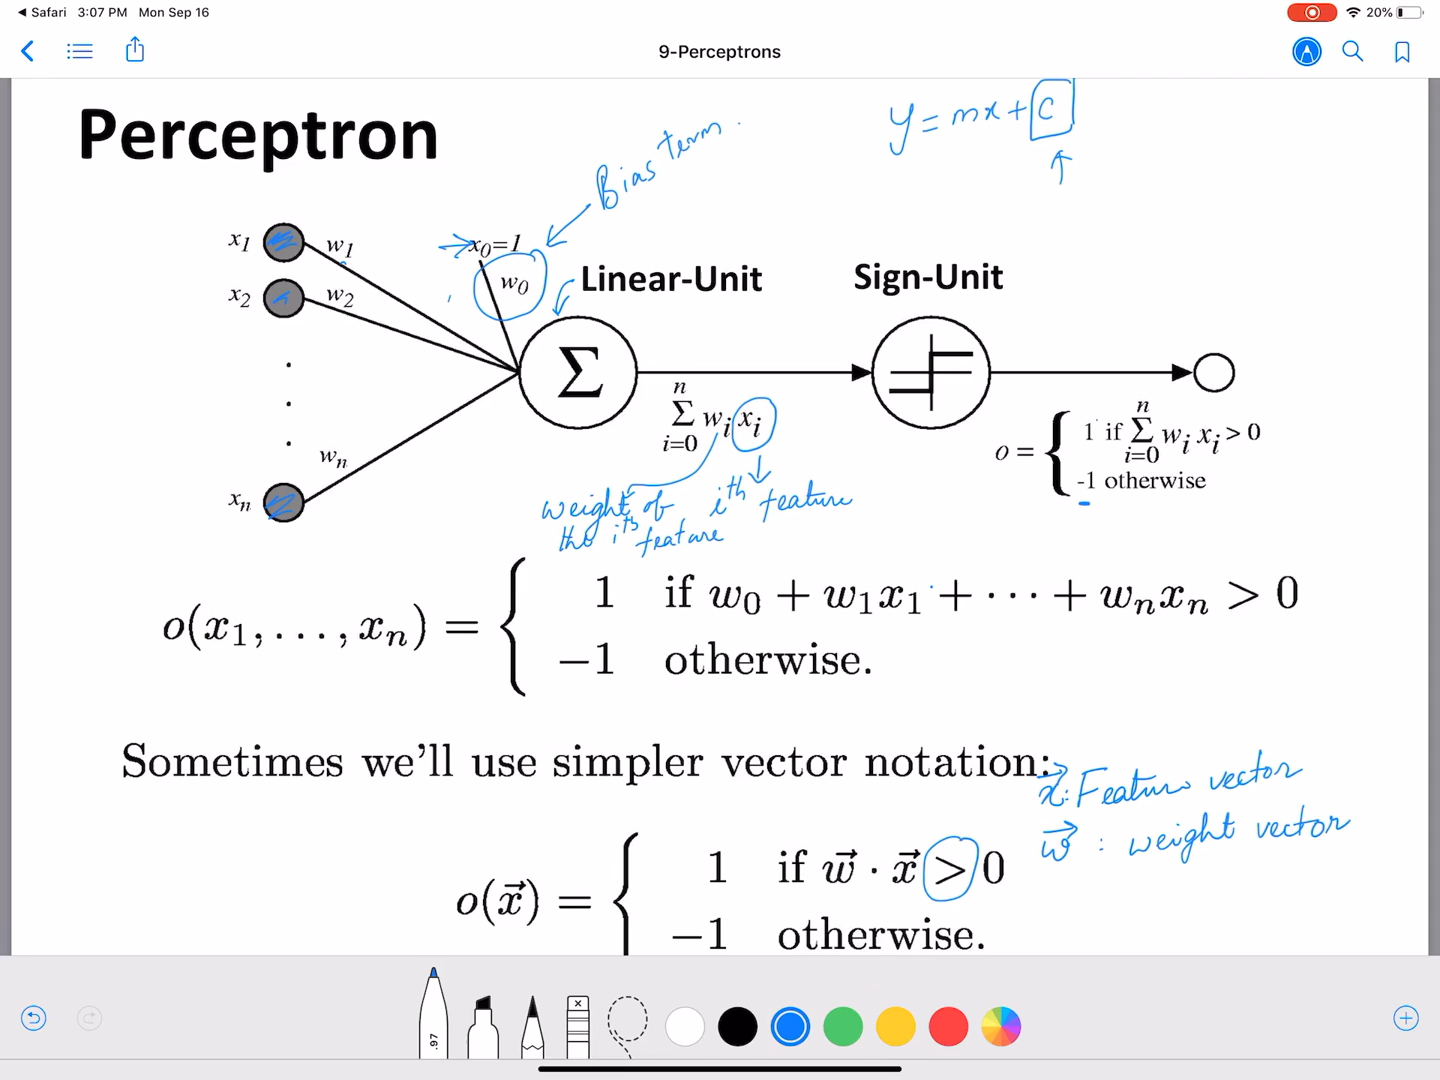 Safari 3:07 PM Mon Sep 16
20%
9-Perceptrons
Perceptron
y = mx + c
Bias term
x1 w1
x0=1
w0
Linear-Unit
Sign-Unit
x2 w2
Σ
n
Σ wi xi
i=0
n
o = { 1 if Σ wi xi > 0
i=0
-1 otherwise
wn
xn
weight of the ith feature
ith feature
o(x1, . . . , xn) = { 1 if w0 + w1x1 + · · · + wnxn > 0
−1 otherwise.
Sometimes we'll use simpler vector notation:
x⃗: Feature vector
w⃗ : weight vector
o(x⃗) = { 1 if w⃗ · x⃗ > 0
−1 otherwise.
.97